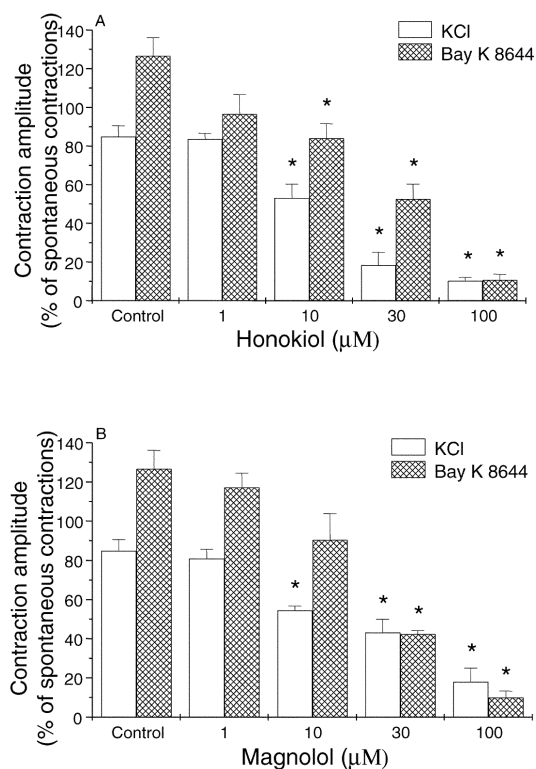 A
KCl
Bay K 8644
Contraction amplitude
(% of spontaneous contractions)
140
120
100
80
60
40
20
0
* * * * * *
Control 1 10 30 100
Honokiol (μM)
B
KCl
Bay K 8644
Contraction amplitude
(% of spontaneous contractions)
140
120
100
80
60
40
20
0
* * * * *
Control 1 10 30 100
Magnolol (μM)